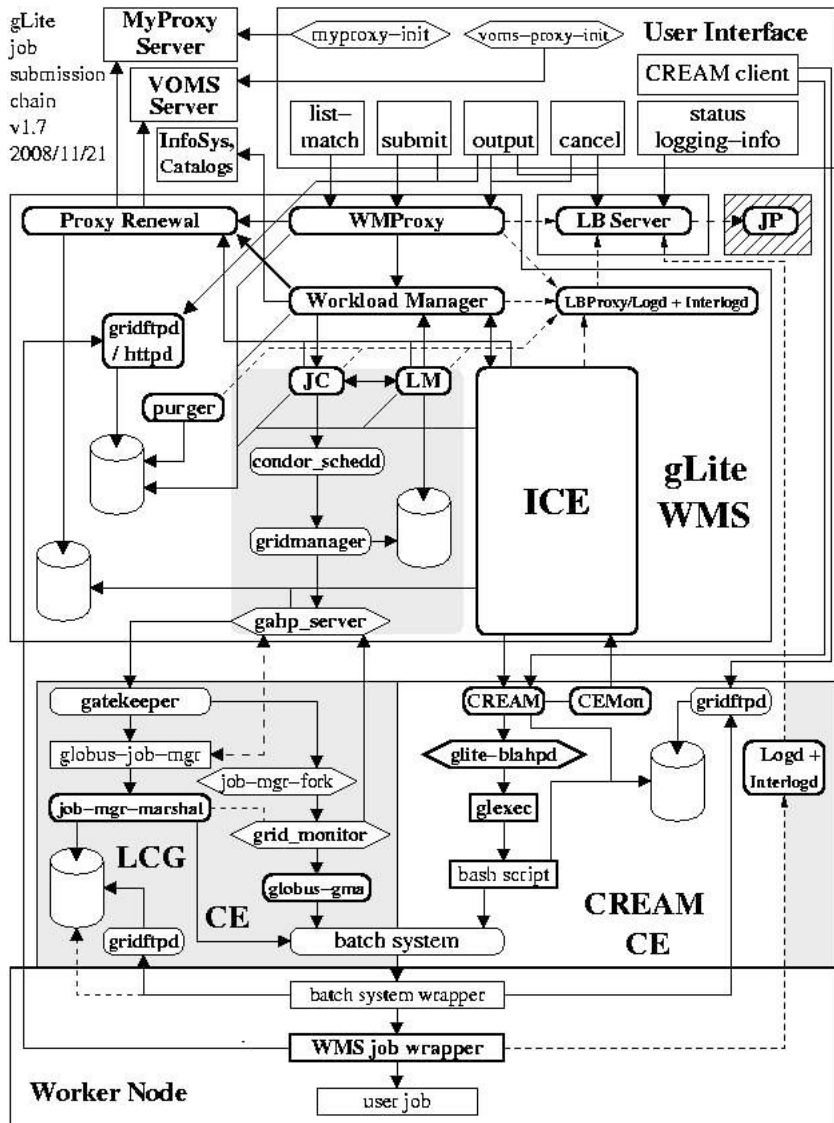 gLite
job
submission
chain
v1.7
2008/11/21
MyProxy
Server
myproxy-init
voms-proxy-init
User Interface
CREAM client
VOMS
Server
InfoSys,
Catalogs
list-
match
submit
output
cancel
status
logging-info
Proxy Renewal
WMProxy
LB Server
JP
Workload Manager
LBProxy/Logd + Interlogd
gridftpd
/ httpd
JC
LM
purger
condor_schedd
ICE
gLite
WMS
gridmanager
gahp_server
gatekeeper
CREAM
CEMon
gridftpd
globus-job-mgr
glite-blahpd
Logd +
Interlogd
job-mgr-fork
job-mgr-marshal
glexec
grid_monitor
LCG
bash script
globus-gma
CE
CREAM
CE
gridftpd
batch system
batch system wrapper
WMS job wrapper
Worker Node
user job